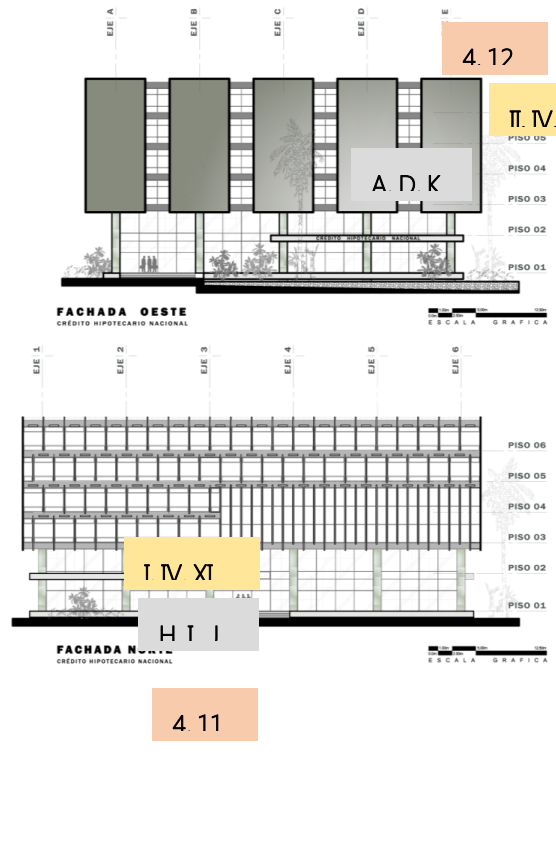 EJE A
EJE B
EJE C
EJE D
E
4. 12
II. IV.
PISO 05
A. D. K
PISO 04
PISO 03
PISO 02
CRÉDITO HIPOTECARIO NACIONAL
PISO 01
FACHADA OESTE
CRÉDITO HIPOTECARIO NACIONAL
ESCALA GRAFICA
EJE 1
EJE 2
EJE 3
EJE 4
EJE 5
EJE 6
PISO 06
PISO 05
PISO 04
PISO 03
PISO 02
I. IV. XI.
PISO 01
FACHADA NORTE
CRÉDITO HIPOTECARIO NACIONAL
ESCALA GRAFICA
4. 11